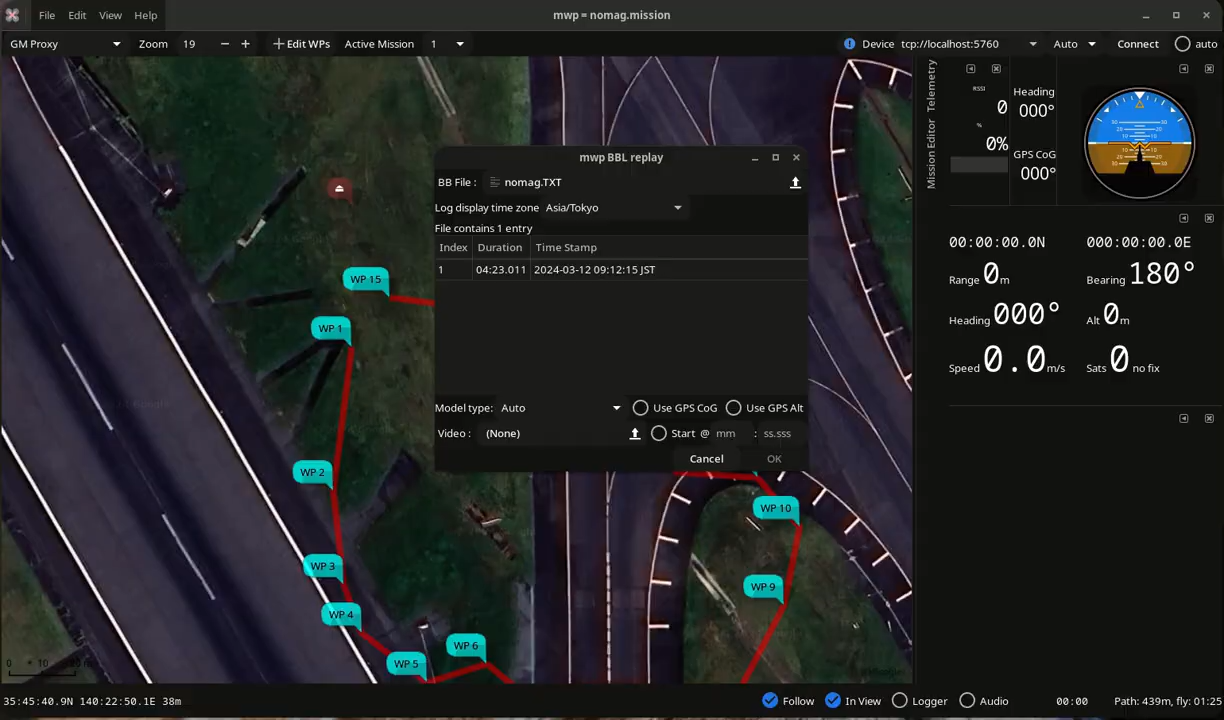 File Edit View Help
mwp = nomag.mission
GM Proxy Zoom 19 Edit WPs Active Mission 1 Device tcp://localhost:5760 Auto Connect auto
mwp BBL replay
BB File : nomag.TXT
Log display time zone Asia/Tokyo
File contains 1 entry
Index Duration Time Stamp
1 04:23.011 2024-03-12 09:12:15 JST
Model type: Auto Use GPS CoG Use GPS Alt
Video : (None) Start @ mm : ss.sss
Cancel OK
WP 15
WP 1
WP 2
WP 3
WP 4
WP 5
WP 6
WP 9
WP 10
Telemetry
Mission Editor
RSSI
0
%
0%
Heading
000°
GPS CoG
000°
00:00:00.0N 000:00:00.0E
Range 0m Bearing 180°
Heading 000° Alt 0m
Speed 0.0m/s Sats 0 no fix
35:45:40.9N 140:22:50.1E 38m Follow In View Logger Audio 00:00 Path: 439m, fly: 01:25